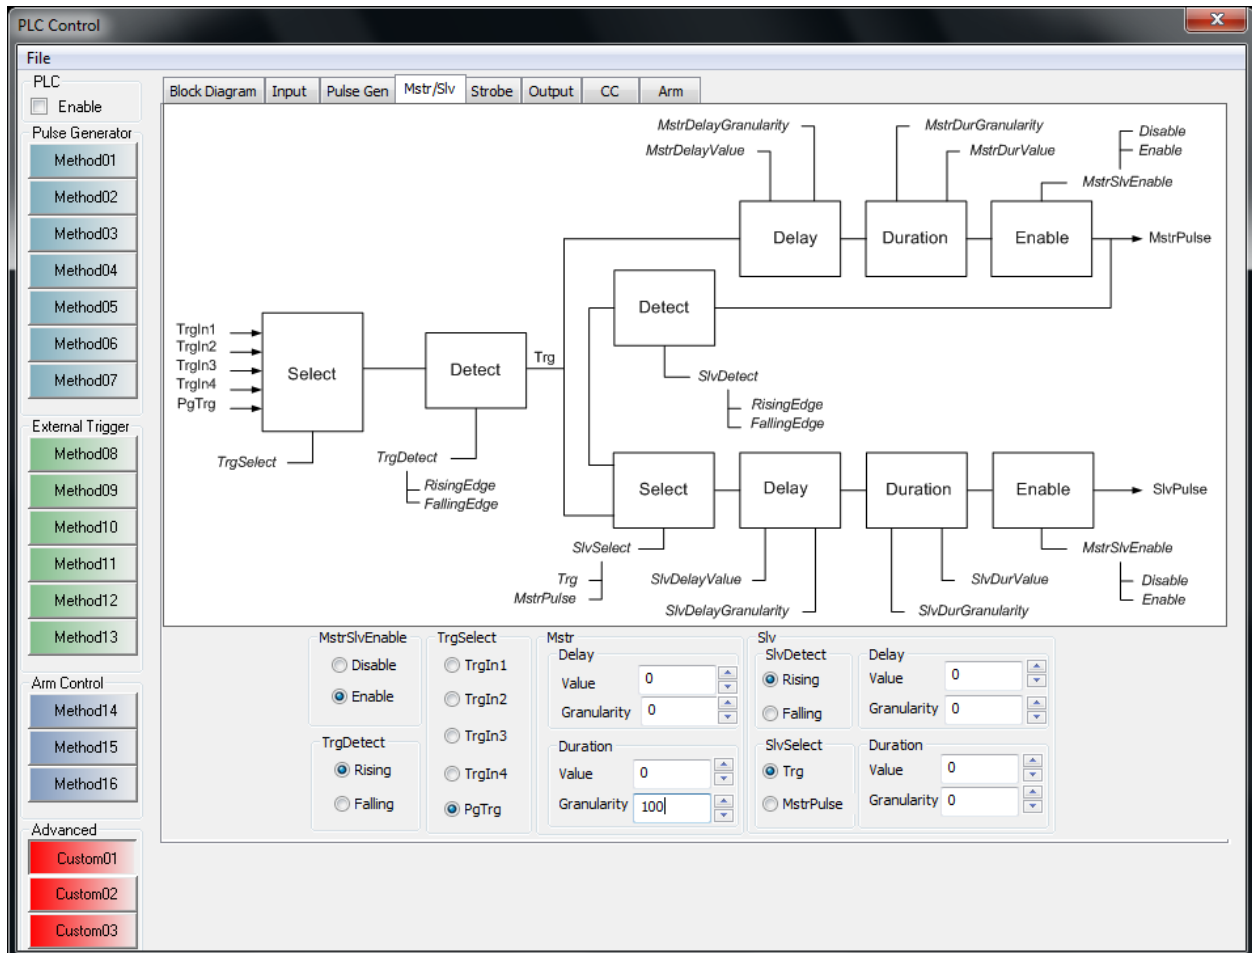 PLC Control
File
PLC
Enable
Pulse Generator
Method01
Method02
Method03
Method04
Method05
Method06
Method07
External Trigger
Method08
Method09
Method10
Method11
Method12
Method13
Arm Control
Method14
Method15
Method16
Advanced
Custom01
Custom02
Custom03
Block Diagram Input Pulse Gen Mstr/Slv Strobe Output CC Arm
MstrDelayGranularity
MstrDelayValue
MstrDurGranularity
MstrDurValue
Disable
Enable
MstrSlvEnable
Delay
Duration
Enable
MstrPulse
Detect
SlvDetect
RisingEdge
FallingEdge
TrgIn1
TrgIn2
TrgIn3
TrgIn4
PgTrg
Select
TrgSelect
Detect
Trg
TrgDetect
RisingEdge
FallingEdge
Select
Delay
Duration
Enable
SlvPulse
SlvSelect
Trg
MstrPulse
SlvDelayValue
SlvDelayGranularity
SlvDurValue
SlvDurGranularity
MstrSlvEnable
Disable
Enable
MstrSlvEnable
Disable
Enable
TrgDetect
Rising
Falling
TrgSelect
TrgIn1
TrgIn2
TrgIn3
TrgIn4
PgTrg
Mstr
Delay
Value 0
Granularity 0
Duration
Value 0
Granularity 100
Slv
SlvDetect
Rising
Falling
SlvSelect
Trg
MstrPulse
Delay
Value 0
Granularity 0
Duration
Value 0
Granularity 0